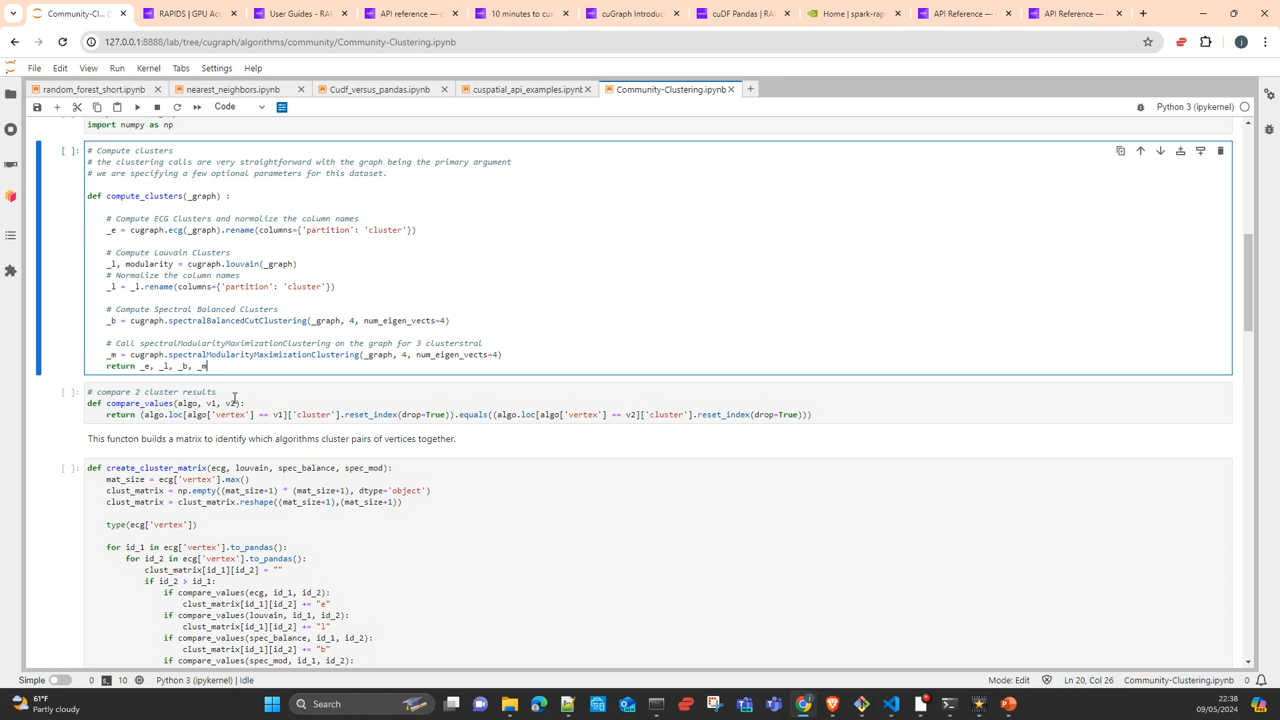 Community-Clu
RAPIDS | GPU Ac
User Guides - RA
API reference — c
10 minutes to cu
cuGraph Introduc
cuDF Pandas | RA
Home | spark-rap
API Reference —
API Reference —
127.0.0.1:8888/lab/tree/cugraph/algorithms/community/Community-Clustering.ipynb
File Edit View Run Kernel Tabs Settings Help
random_forest_short.ipynb
nearest_neighbors.ipynb
Cudf_versus_pandas.ipynb
cuspatial_api_examples.ipynb
Community-Clustering.ipynb
Code
Python 3 (ipykernel)
import numpy as np
[ ]:
# Compute clusters
# the clustering calls are very straightforward with the graph being the primary argument
# we are specifying a few optional parameters for this dataset.
def compute_clusters(_graph) :
# Compute ECG Clusters and normalize the column names
_e = cugraph.ecg(_graph).rename(columns={'partition': 'cluster'})
# Compute Louvain Clusters
_l, modularity = cugraph.louvain(_graph)
# Normalize the column names
_l = _l.rename(columns={'partition': 'cluster'})
# Compute Spectral Balanced Clusters
_b = cugraph.spectralBalancedCutClustering(_graph, 4, num_eigen_vects=4)
# Call spectralModularityMaximizationClustering on the graph for 3 clusterstral
_m = cugraph.spectralModularityMaximizationClustering(_graph, 4, num_eigen_vects=4)
return _e, _l, _b, _m
[ ]:
# compare 2 cluster results
def compare_values(algo, v1, v2):
return (algo.loc[algo['vertex'] == v1]['cluster'].reset_index(drop=True)).equals((algo.loc[algo['vertex'] == v2]['cluster'].reset_index(drop=True)))
This functon builds a matrix to identify which algorithms cluster pairs of vertices together.
[ ]:
def create_cluster_matrix(ecg, louvain, spec_balance, spec_mod):
mat_size = ecg['vertex'].max()
clust_matrix = np.empty((mat_size+1) * (mat_size+1), dtype='object')
clust_matrix = clust_matrix.reshape((mat_size+1),(mat_size+1))
type(ecg['vertex'])
for id_1 in ecg['vertex'].to_pandas():
for id_2 in ecg['vertex'].to_pandas():
clust_matrix[id_1][id_2] = ""
if id_2 > id_1:
if compare_values(ecg, id_1, id_2):
clust_matrix[id_1][id_2] += "e"
if compare_values(louvain, id_1, id_2):
clust_matrix[id_1][id_2] += "l"
if compare_values(spec_balance, id_1, id_2):
clust_matrix[id_1][id_2] += "b"
if compare_values(spec_mod, id_1, id_2):
Simple 0 10 Python 3 (ipykernel) | Idle
Mode: Edit Ln 20, Col 26 Community-Clustering.ipynb 0
61°F
Partly cloudy
Search
22:38
09/05/2024